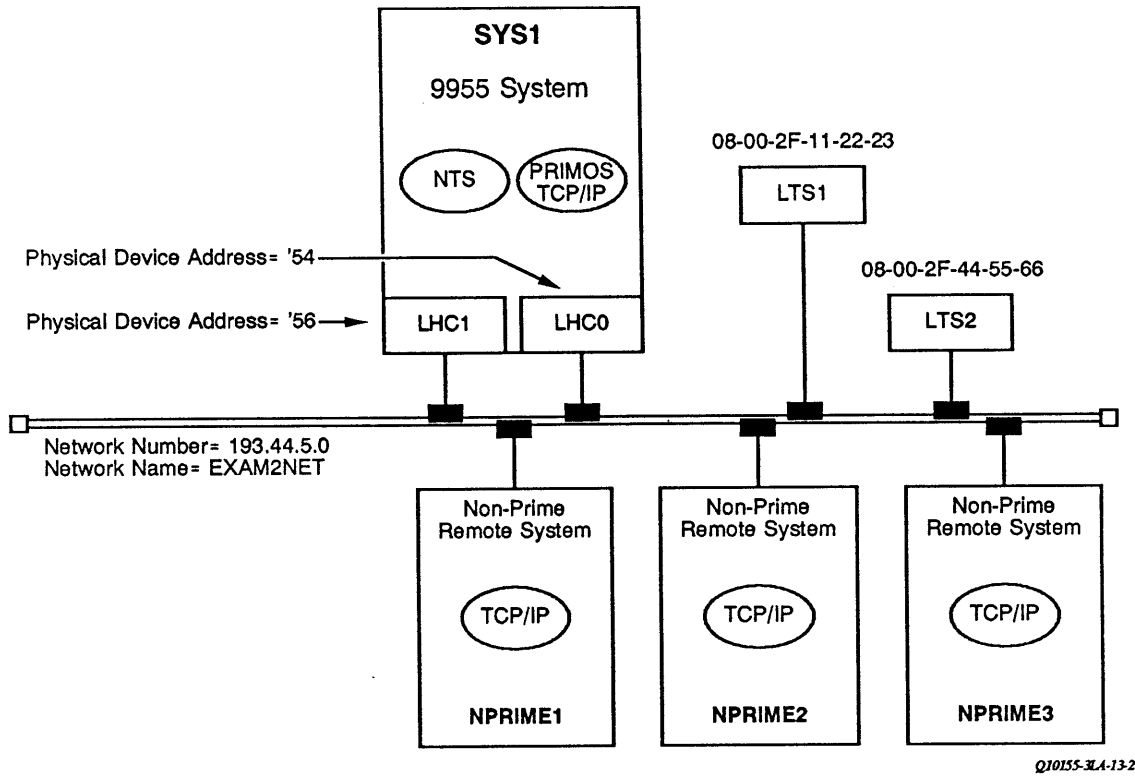 SYS1
9955 System
NTS
PRIMOS
TCP/IP
08-00-2F-11-22-23
LTS1
Physical Device Address= '54
08-00-2F-44-55-66
Physical Device Address= '56
LHC1
LHC0
LTS2
Network Number= 193.44.5.0
Network Name= EXAM2NET
Non-Prime
Remote System
TCP/IP
NPRIME1
Non-Prime
Remote System
TCP/IP
NPRIME2
Non-Prime
Remote System
TCP/IP
NPRIME3
Q10155-3LA-13-2